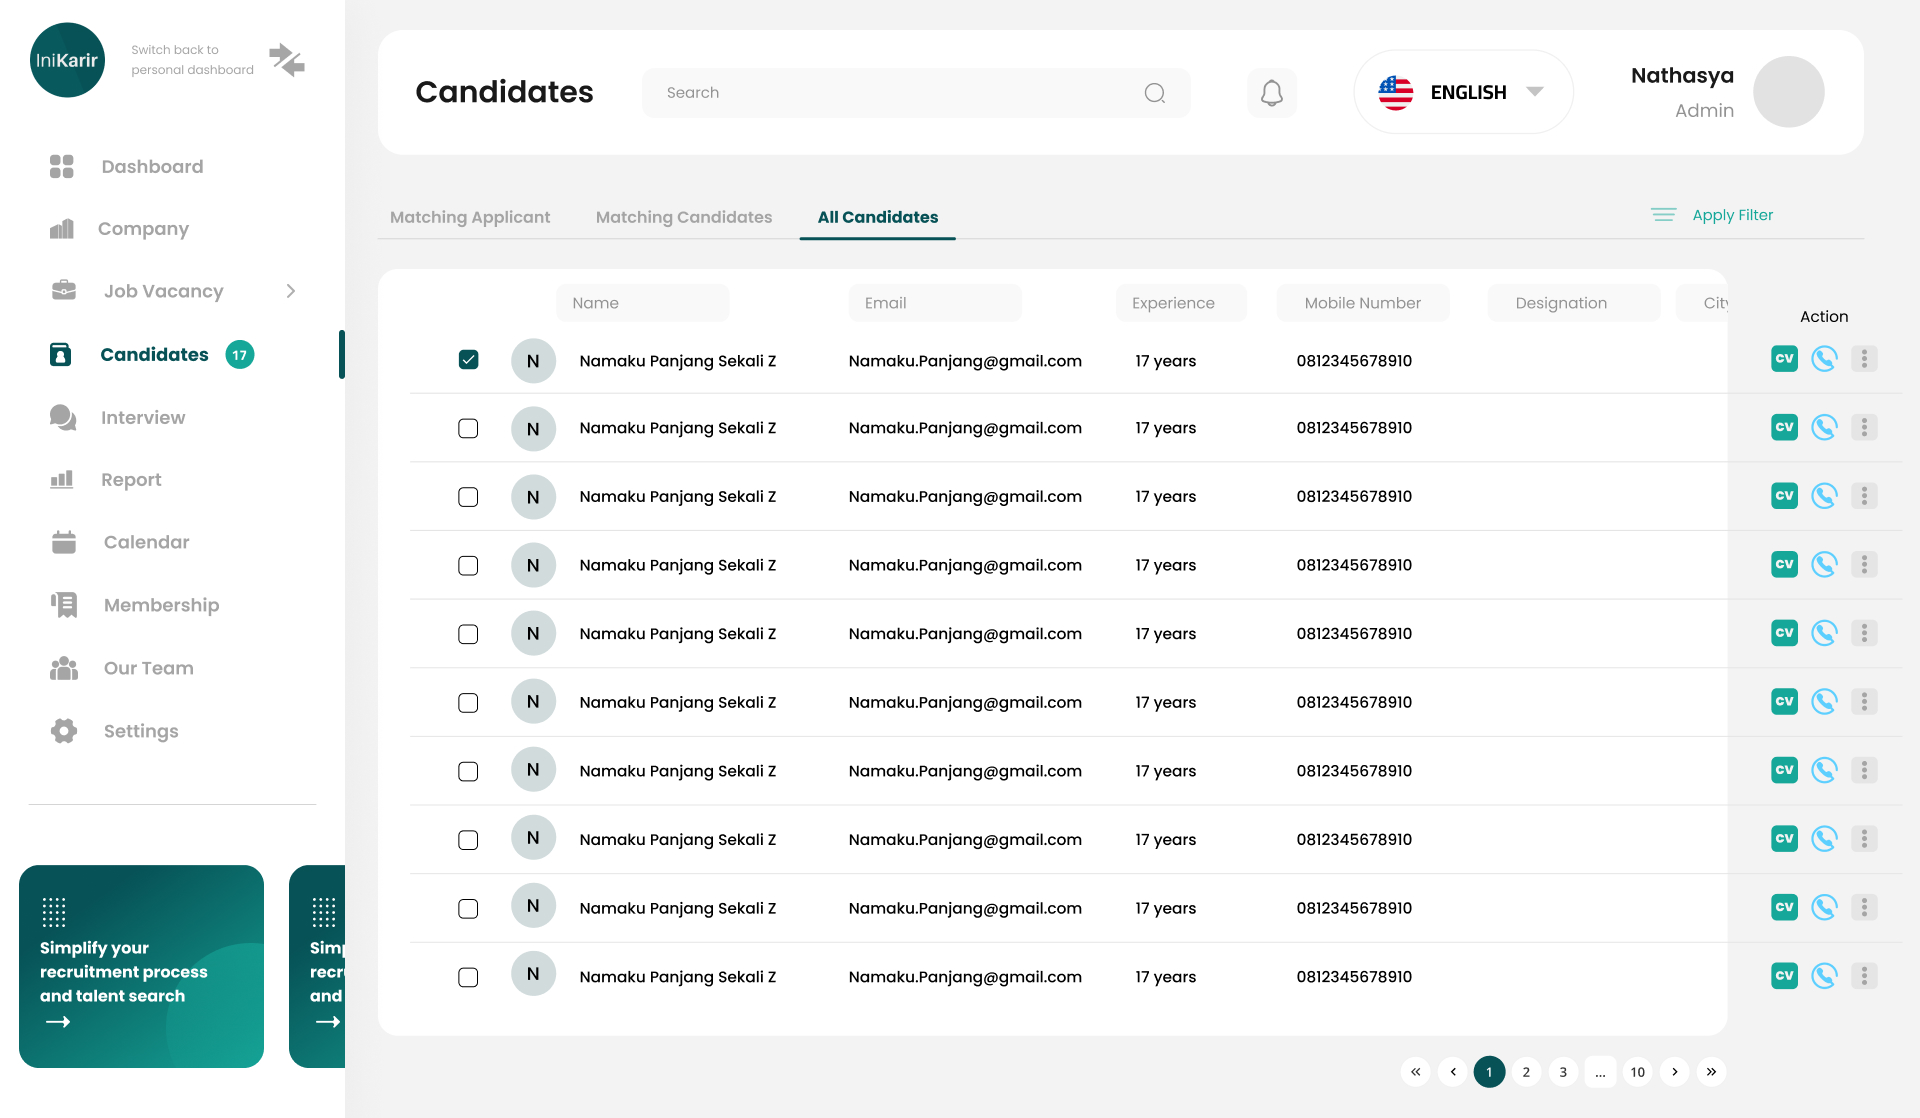 IniKarir
Switch back to
personal dashboard
Dashboard
Company
Job Vacancy
Candidates 17
Interview
Report
Calendar
Membership
Our Team
Settings
Simplify your
recruitment process
and talent search
Simp
recru
and
Candidates
Search
ENGLISH
Nathasya
Admin
Matching Applicant Matching Candidates All Candidates
Apply Filter
Name Email Experience Mobile Number Designation City
Action
N Namaku Panjang Sekali Z Namaku.Panjang@gmail.com 17 years 0812345678910 CV
N Namaku Panjang Sekali Z Namaku.Panjang@gmail.com 17 years 0812345678910 CV
N Namaku Panjang Sekali Z Namaku.Panjang@gmail.com 17 years 0812345678910 CV
N Namaku Panjang Sekali Z Namaku.Panjang@gmail.com 17 years 0812345678910 CV
N Namaku Panjang Sekali Z Namaku.Panjang@gmail.com 17 years 0812345678910 CV
N Namaku Panjang Sekali Z Namaku.Panjang@gmail.com 17 years 0812345678910 CV
N Namaku Panjang Sekali Z Namaku.Panjang@gmail.com 17 years 0812345678910 CV
N Namaku Panjang Sekali Z Namaku.Panjang@gmail.com 17 years 0812345678910 CV
N Namaku Panjang Sekali Z Namaku.Panjang@gmail.com 17 years 0812345678910 CV
N Namaku Panjang Sekali Z Namaku.Panjang@gmail.com 17 years 0812345678910 CV
« ‹ 1 2 3 ... 10 › »